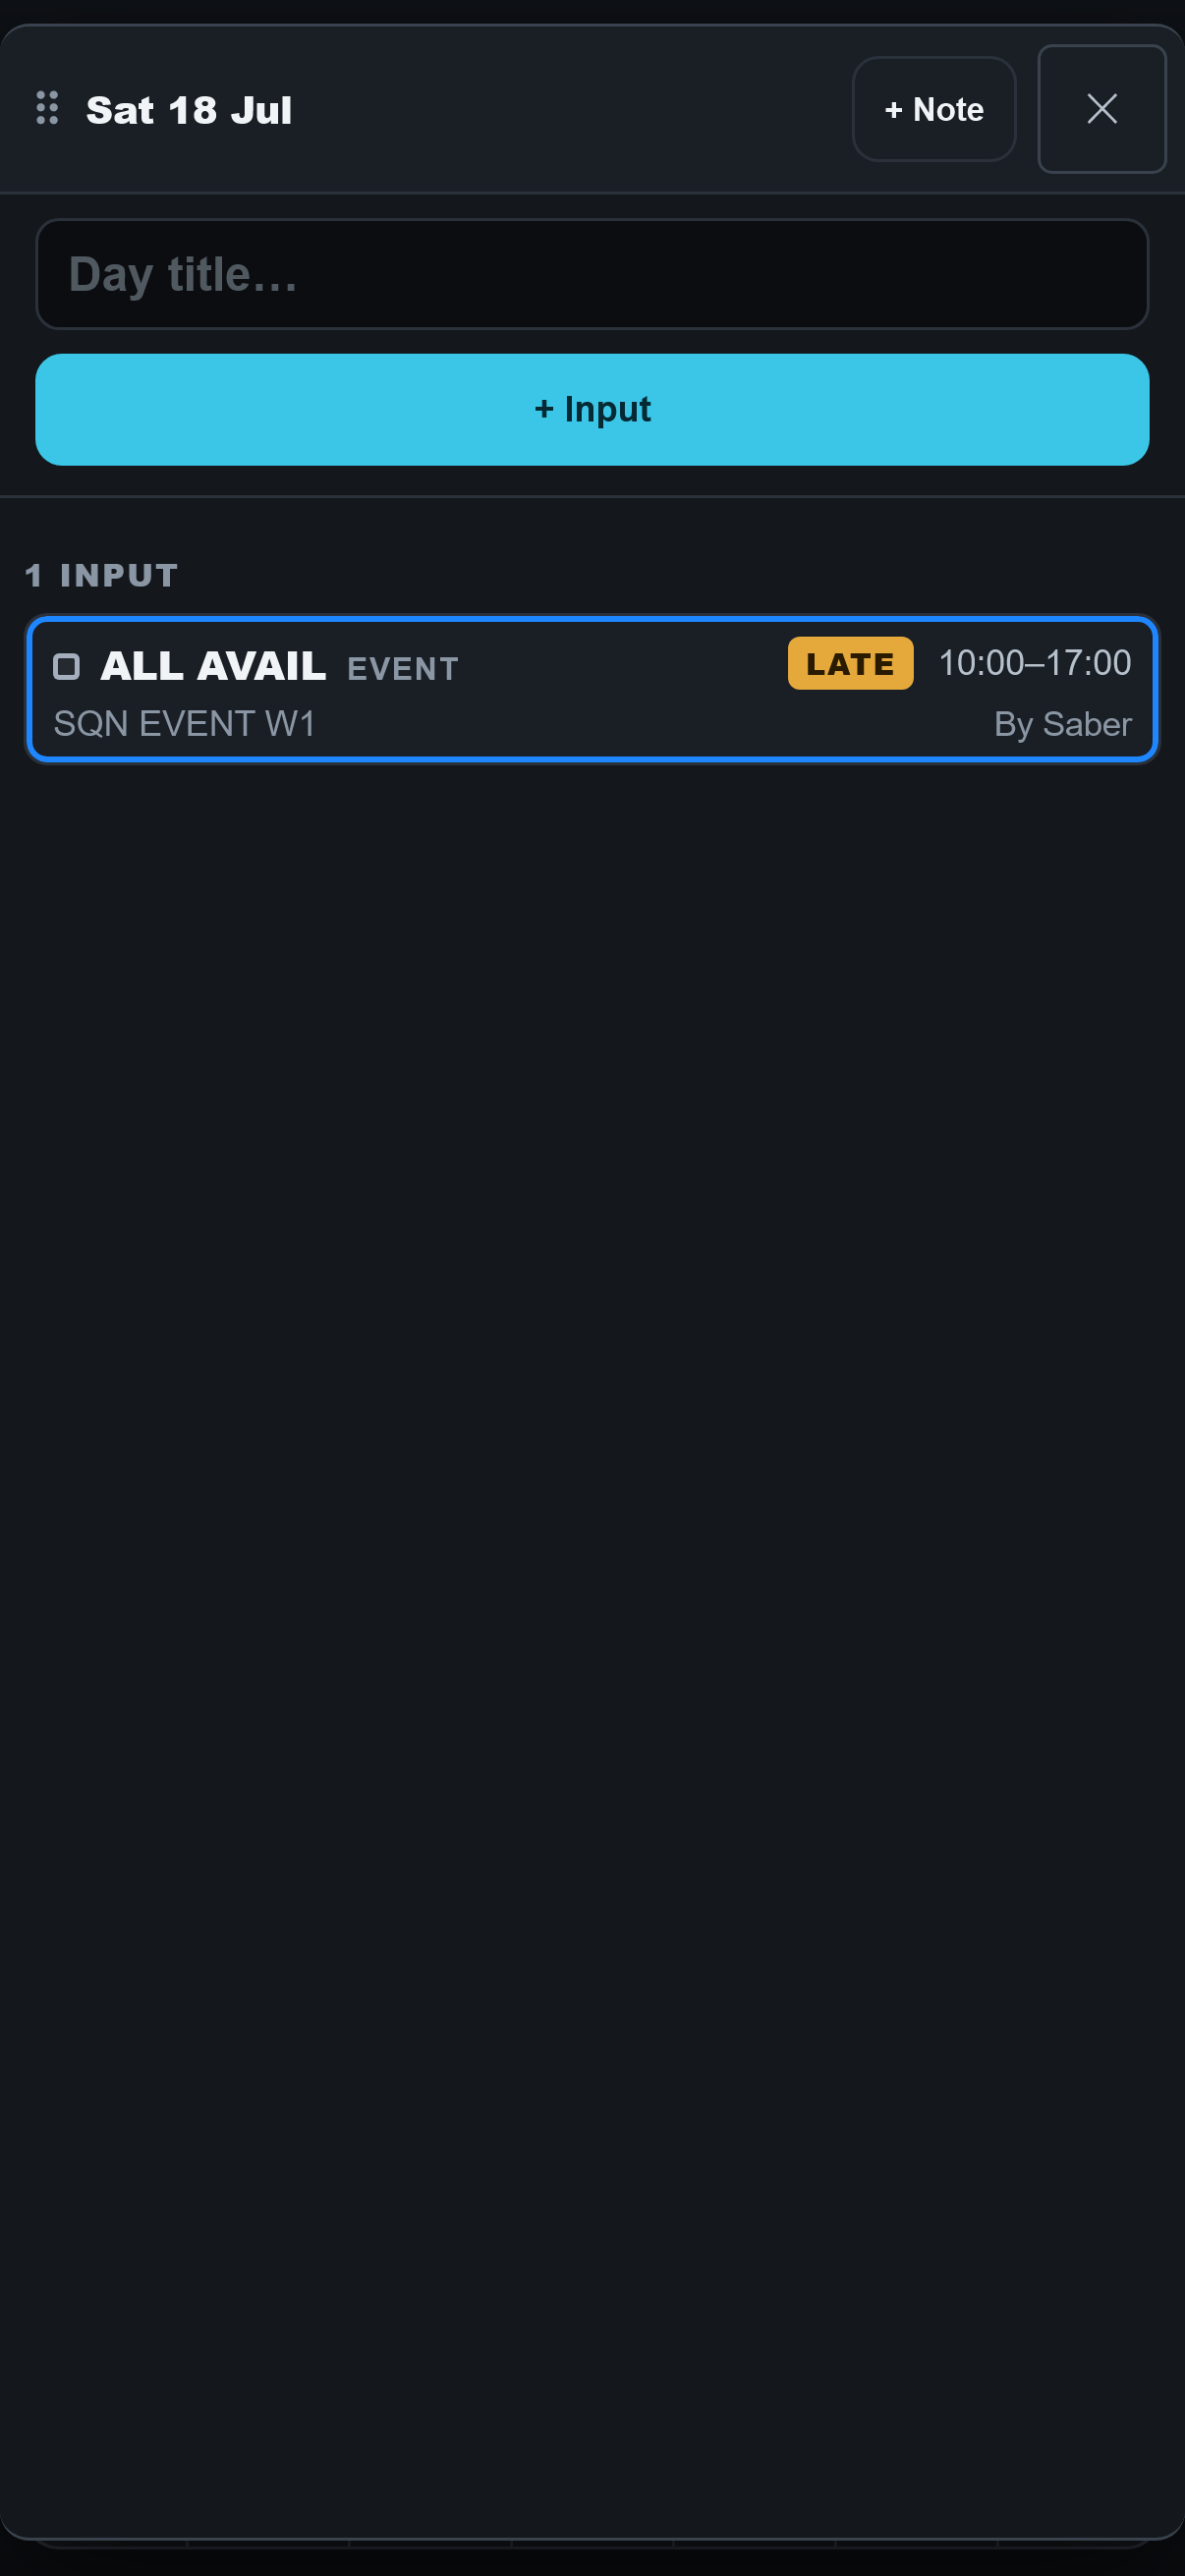 Sat 18 Jul
+ Note
Day title...
+ Input
1 INPUT
ALL AVAIL EVENT LATE 10:00–17:00
SQN EVENT W1 By Saber